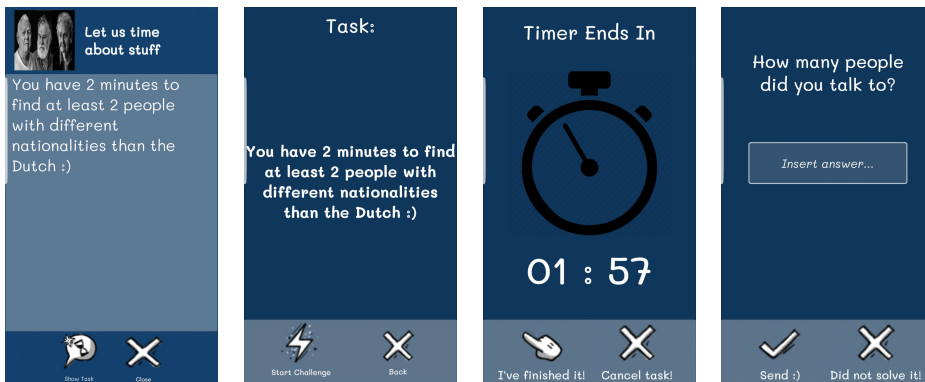 Let us time
about stuff
You have 2 minutes to
find at least 2 people
with different
nationalities than the
Dutch :)
Show Task
Close
Task:
You have 2 minutes to find
at least 2 people with
different nationalities
than the Dutch :)
Start Challenge
Back
Timer Ends In
01 : 57
I've finished it!
Cancel task!
How many people
did you talk to?
Insert answer...
Send :)
Did not solve it!